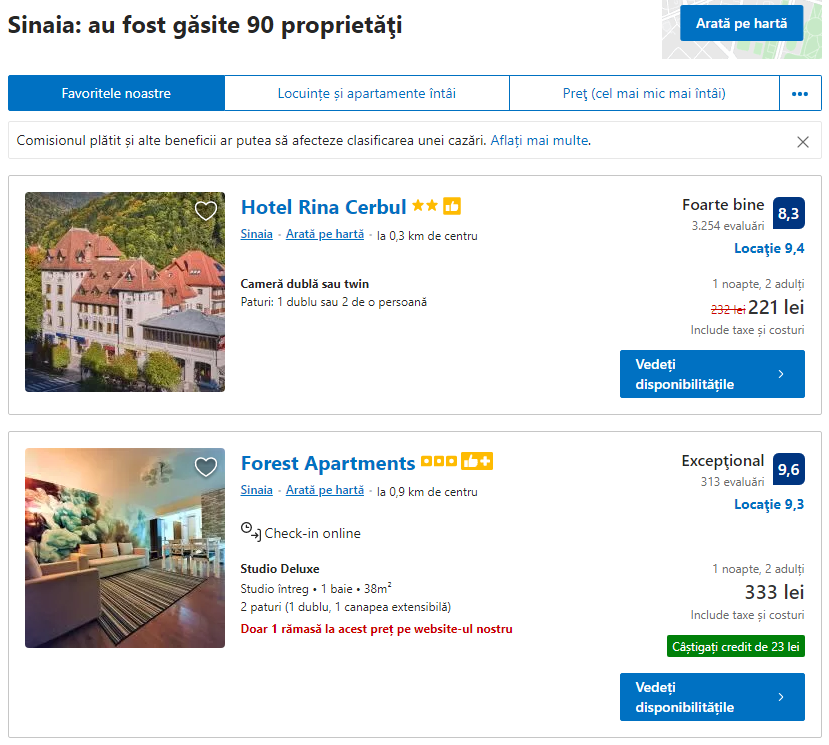 Sinaia: au fost găsite 90 proprietăţi
Arată pe hartă
Favoritele noastre
Locuințe și apartamente întâi
Preţ (cel mai mic mai întâi)
Comisionul plătit și alte beneficii ar putea să afecteze clasificarea unei cazări. Aflați mai multe.
Hotel Rina Cerbul
Sinaia · Arată pe hartă · la 0,3 km de centru
Foarte bine 8,3
3.254 evaluări
Locaţie 9,4
Cameră dublă sau twin
Paturi: 1 dublu sau 2 de o persoană
1 noapte, 2 adulți
232 lei 221 lei
Include taxe și costuri
Vedeți
disponibilitățile
Forest Apartments
Sinaia · Arată pe hartă · la 0,9 km de centru
Excepţional 9,6
313 evaluări
Locaţie 9,3
Check-in online
Studio Deluxe
Studio întreg • 1 baie • 38m²
2 paturi (1 dublu, 1 canapea extensibilă)
Doar 1 rămasă la acest preț pe website-ul nostru
1 noapte, 2 adulți
333 lei
Include taxe și costuri
Câștigați credit de 23 lei
Vedeți
disponibilitățile